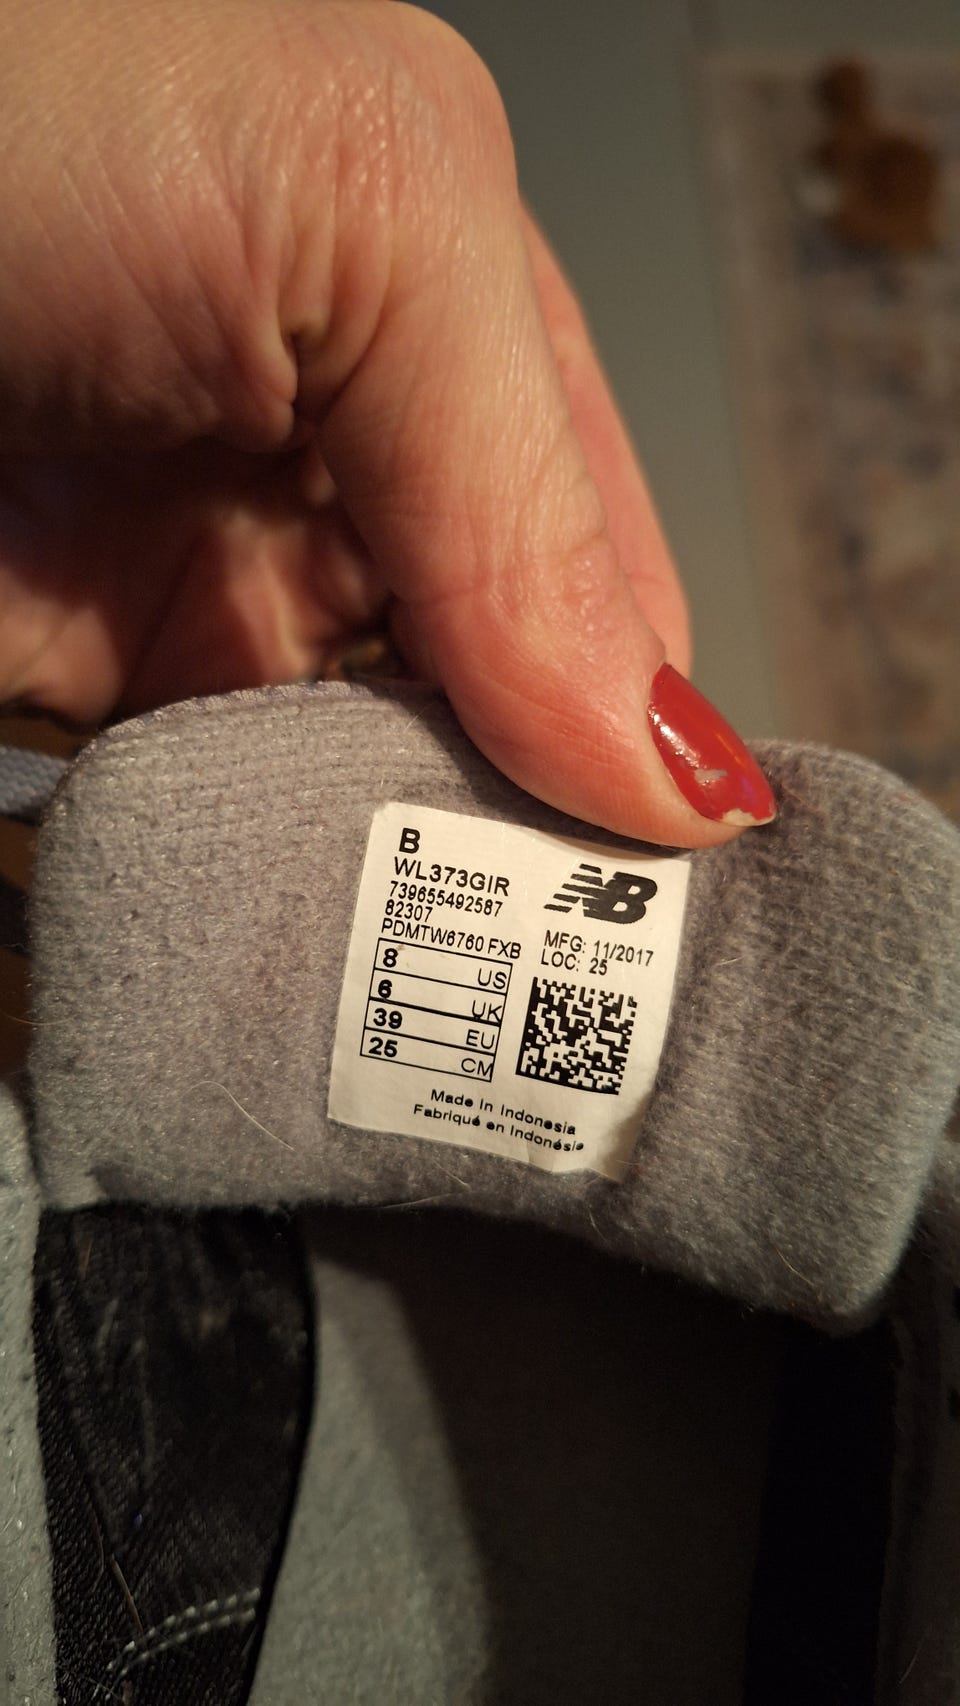 B
WL373GIR
739655492587
82307
PDMTW6760 FXB
8 US
6 UK
39 EU
25 CM
NB
MFG: 11/2017
LOC: 25
Made in Indonesia
Fabriqué en Indonésie